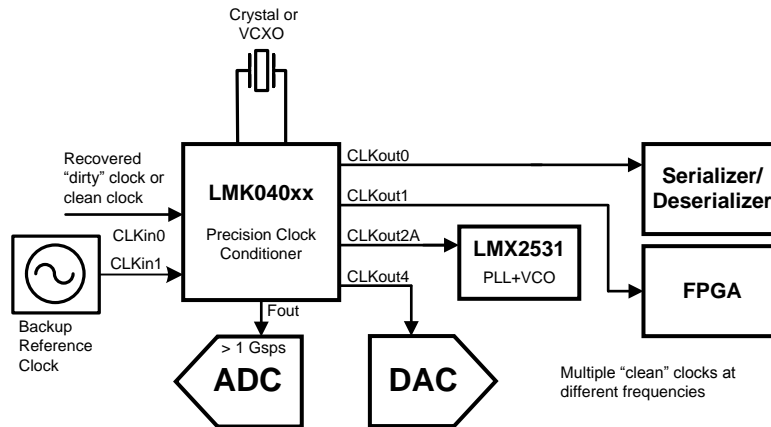 Crystal or
VCXO
Recovered
“dirty” clock or
clean clock
CLKin0
CLKin1
Backup
Reference
Clock
LMK040xx
Precision Clock
Conditioner
CLKout0
CLKout1
CLKout2A
CLKout4
Fout
LMX2531
PLL+VCO
Serializer/
Deserializer
FPGA
> 1 Gsps
ADC
DAC
Multiple “clean” clocks at
different frequencies